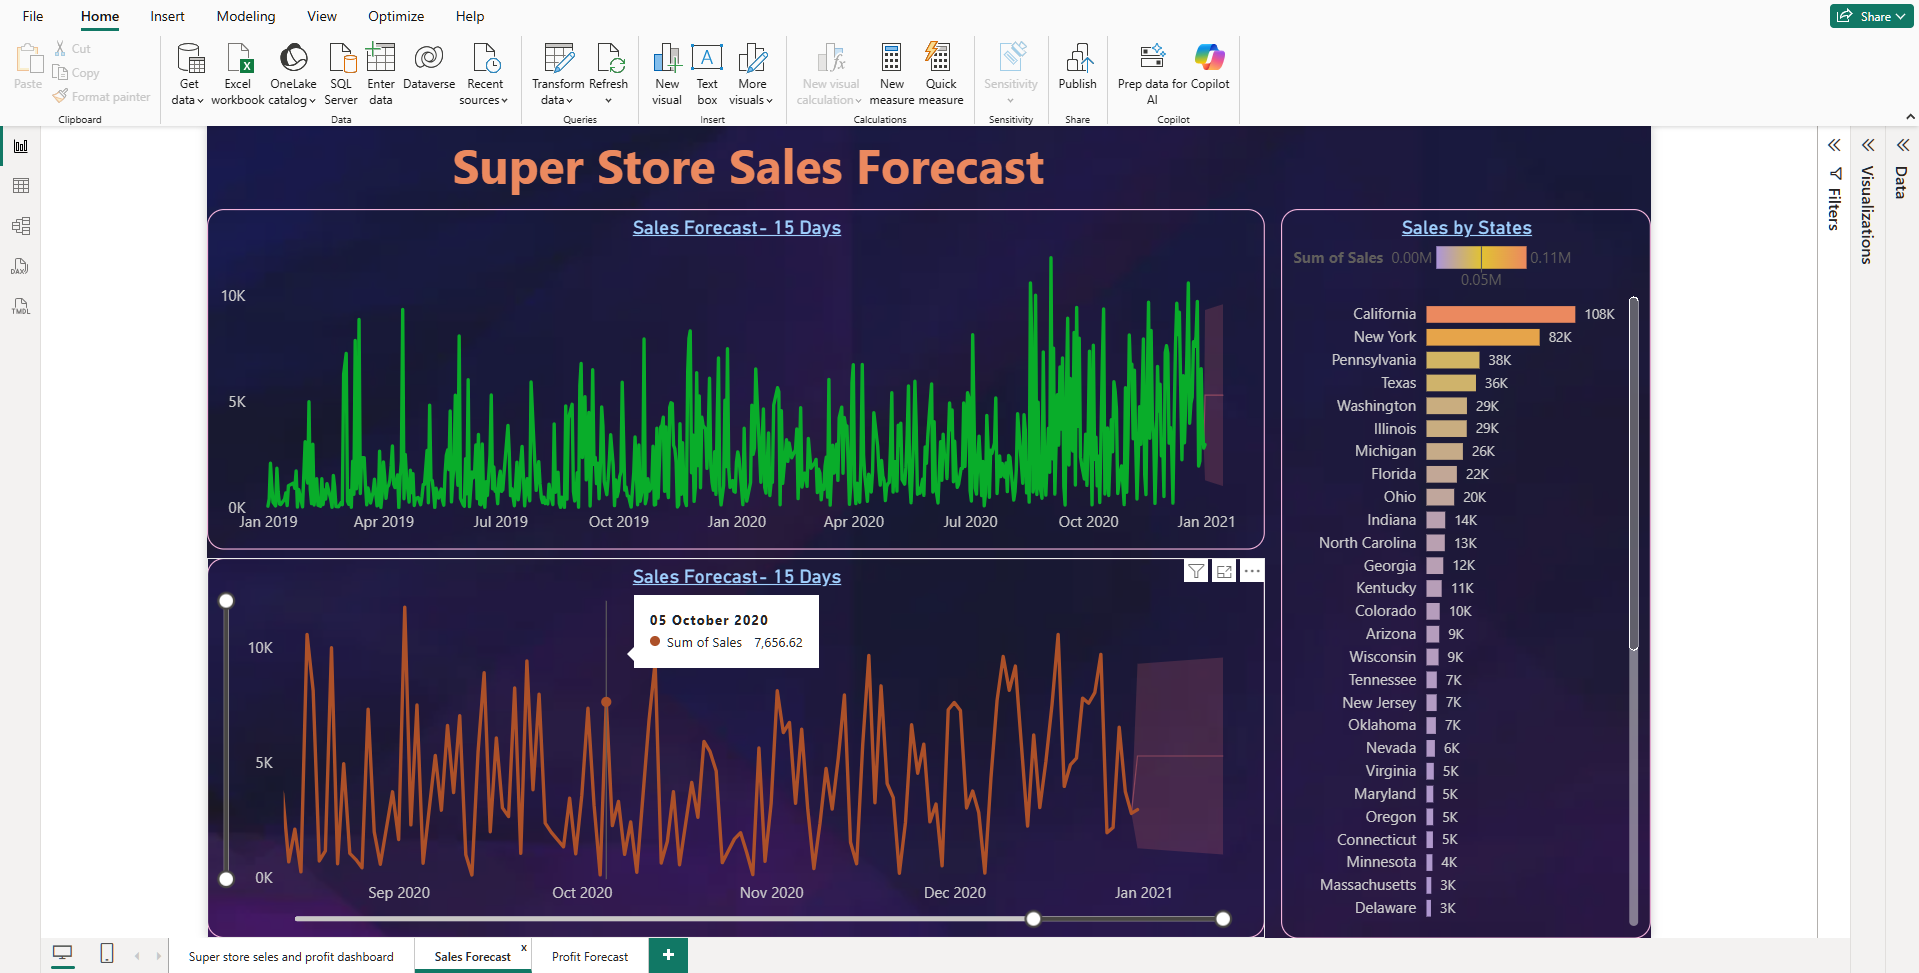 File Home Insert Modeling View Optimize Help
Share
Paste
Cut
Copy
Format painter
Clipboard
Get data
Excel workbook
OneLake catalog
SQL Server
Enter data
Dataverse
Recent sources
Data
Transform data
Refresh
Queries
New visual
Text box
More visuals
Insert
New visual calculation
New measure
Quick measure
Calculations
Sensitivity
Sensitivity
Publish
Share
Prep data for AI
Copilot
Copilot
DAX
TMDL
Super Store Sales Forecast
Sales Forecast- 15 Days
10K
5K
0K
Jan 2019 Apr 2019 Jul 2019 Oct 2019 Jan 2020 Apr 2020 Jul 2020 Oct 2020 Jan 2021
Sales Forecast- 15 Days
05 October 2020
Sum of Sales 7,656.62
10K
5K
0K
Sep 2020 Oct 2020 Nov 2020 Dec 2020 Jan 2021
Sales by States
Sum of Sales 0.00M 0.11M
0.05M
California 108K
New York 82K
Pennsylvania 38K
Texas 36K
Washington 29K
Illinois 29K
Michigan 26K
Florida 22K
Ohio 20K
Indiana 14K
North Carolina 13K
Georgia 12K
Kentucky 11K
Colorado 10K
Arizona 9K
Wisconsin 9K
Tennessee 7K
New Jersey 7K
Oklahoma 7K
Nevada 6K
Virginia 5K
Maryland 5K
Oregon 5K
Connecticut 5K
Minnesota 4K
Massachusetts 3K
Delaware 3K
Filters
Visualizations
Data
Super store seles and profit dashboard
Sales Forecast x
Profit Forecast
+